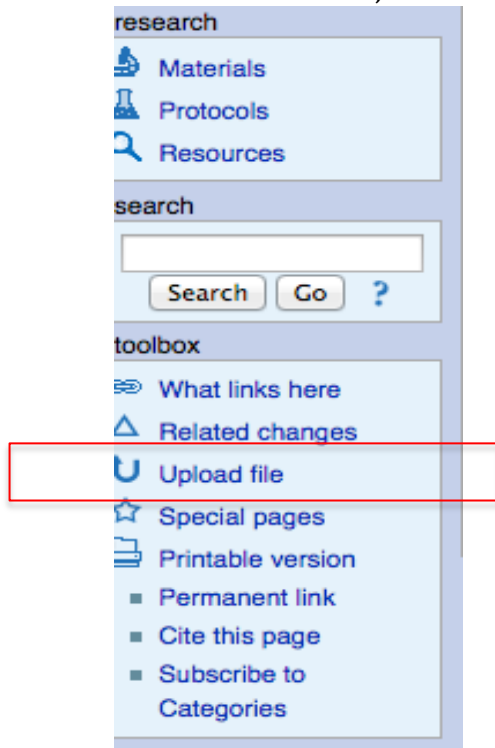 research
Materials
Protocols
Resources
search
Search Go ?
toolbox
What links here
Related changes
Upload file
Special pages
Printable version
Permanent link
Cite this page
Subscribe to
Categories